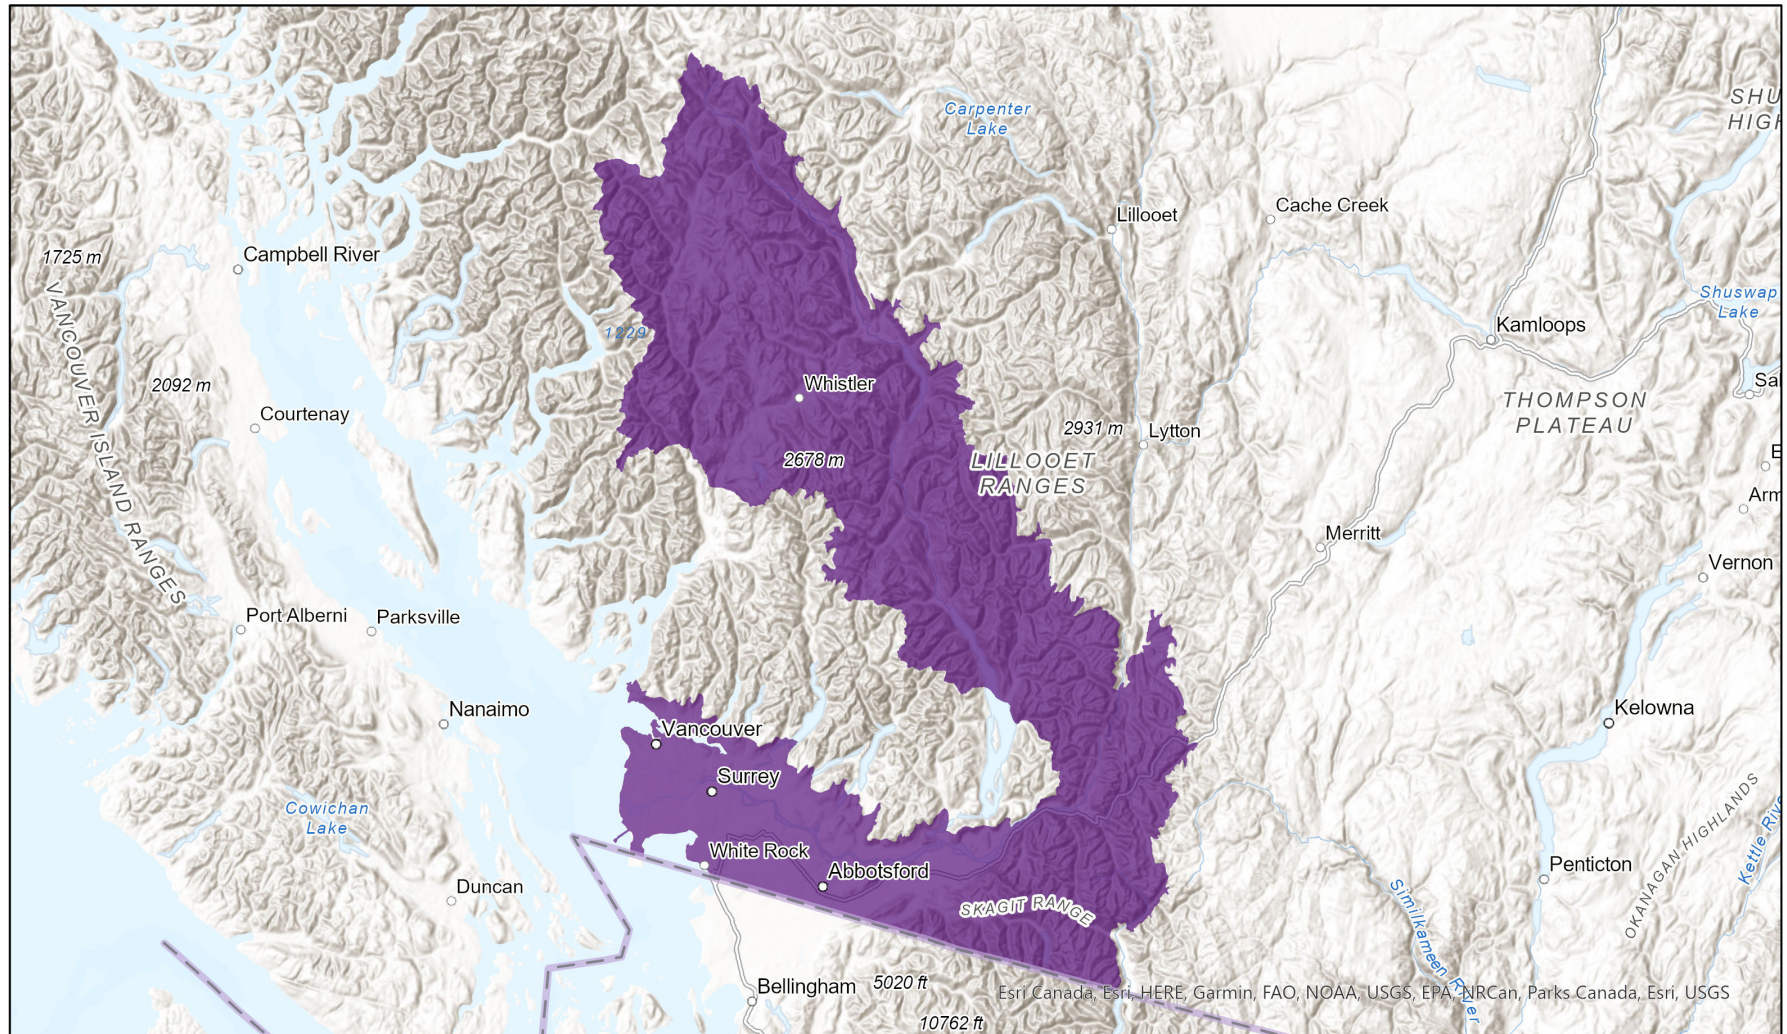 SHU
HIGH
Carpenter
Lake
Cache Creek
Lillooet
Campbell River
1725 m
Shuswap
Lake
Kamloops
1229
VANCOUVER ISLAND RANGES
2092 m
Whistler
Sal
Courtenay
THOMPSON
PLATEAU
2931 m
Lytton
2678 m
LILLOOET
RANGES
E
Arm
Merritt
Vernon
Port Alberni
Parksville
Nanaimo
Kelowna
Vancouver
Surrey
Cowichan
Lake
OKANAGAN HIGHLANDS
Kettle River
White Rock
Abbotsford
Penticton
Duncan
SKAGIT RANGE
Similkameen River
Bellingham
5020 ft
Esri Canada, Esri, HERE, Garmin, FAO, NOAA, USGS, EPA, NRCan, Parks Canada, Esri, USGS
10762 ft